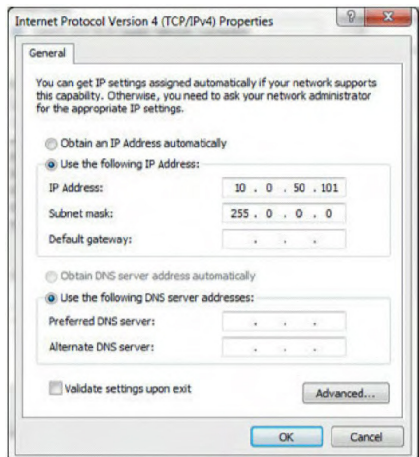 Internet Protocol Version 4 (TCP/IPv4) Properties
General
You can get IP settings assigned automatically if your network supports
this capability. Otherwise, you need to ask your network administrator
for the appropriate IP settings.
Obtain an IP Address automatically
Use the following IP Address:
IP Address: 10 . 0 . 50 . 101
Subnet mask: 255 . 0 . 0 . 0
Default gateway: . . .
Obtain DNS server address automatically
Use the following DNS server addresses:
Preferred DNS server: . . .
Alternate DNS server: . . .
Validate settings upon exit
Advanced...
OK Cancel